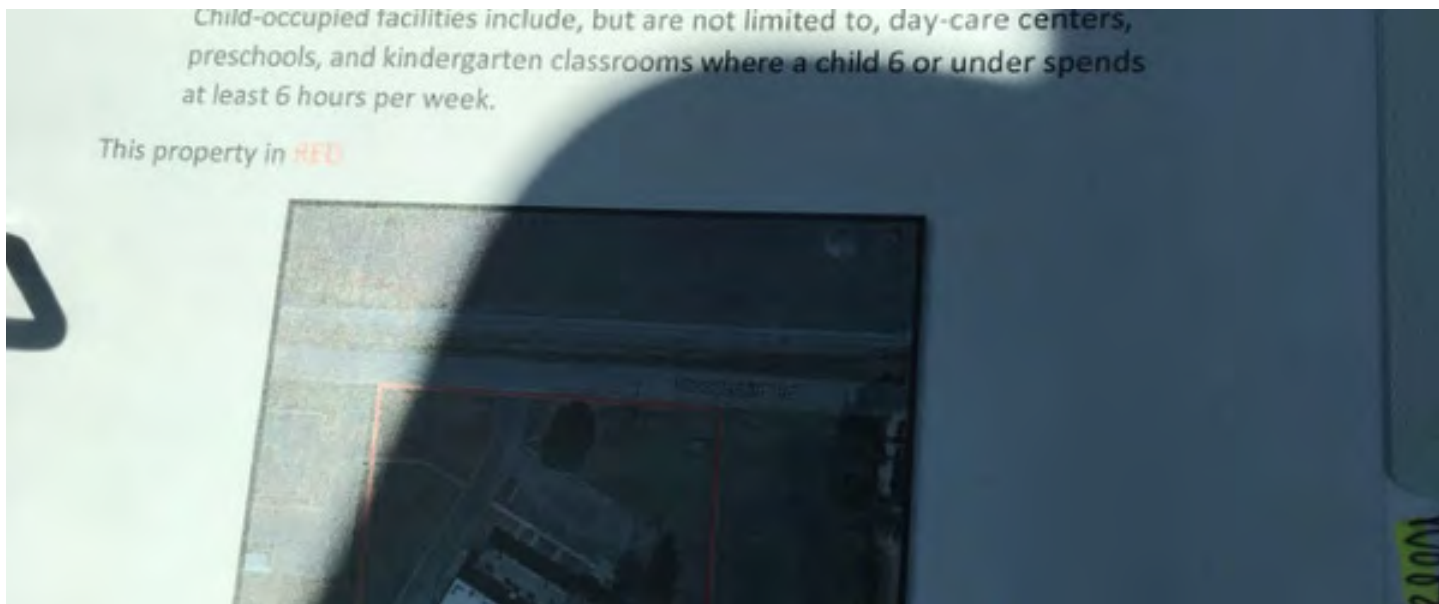 Child-occupied facilities include, but are not limited to, day-care centers,
preschools, and kindergarten classrooms where a child 6 or under spends
at least 6 hours per week.
This property in RED